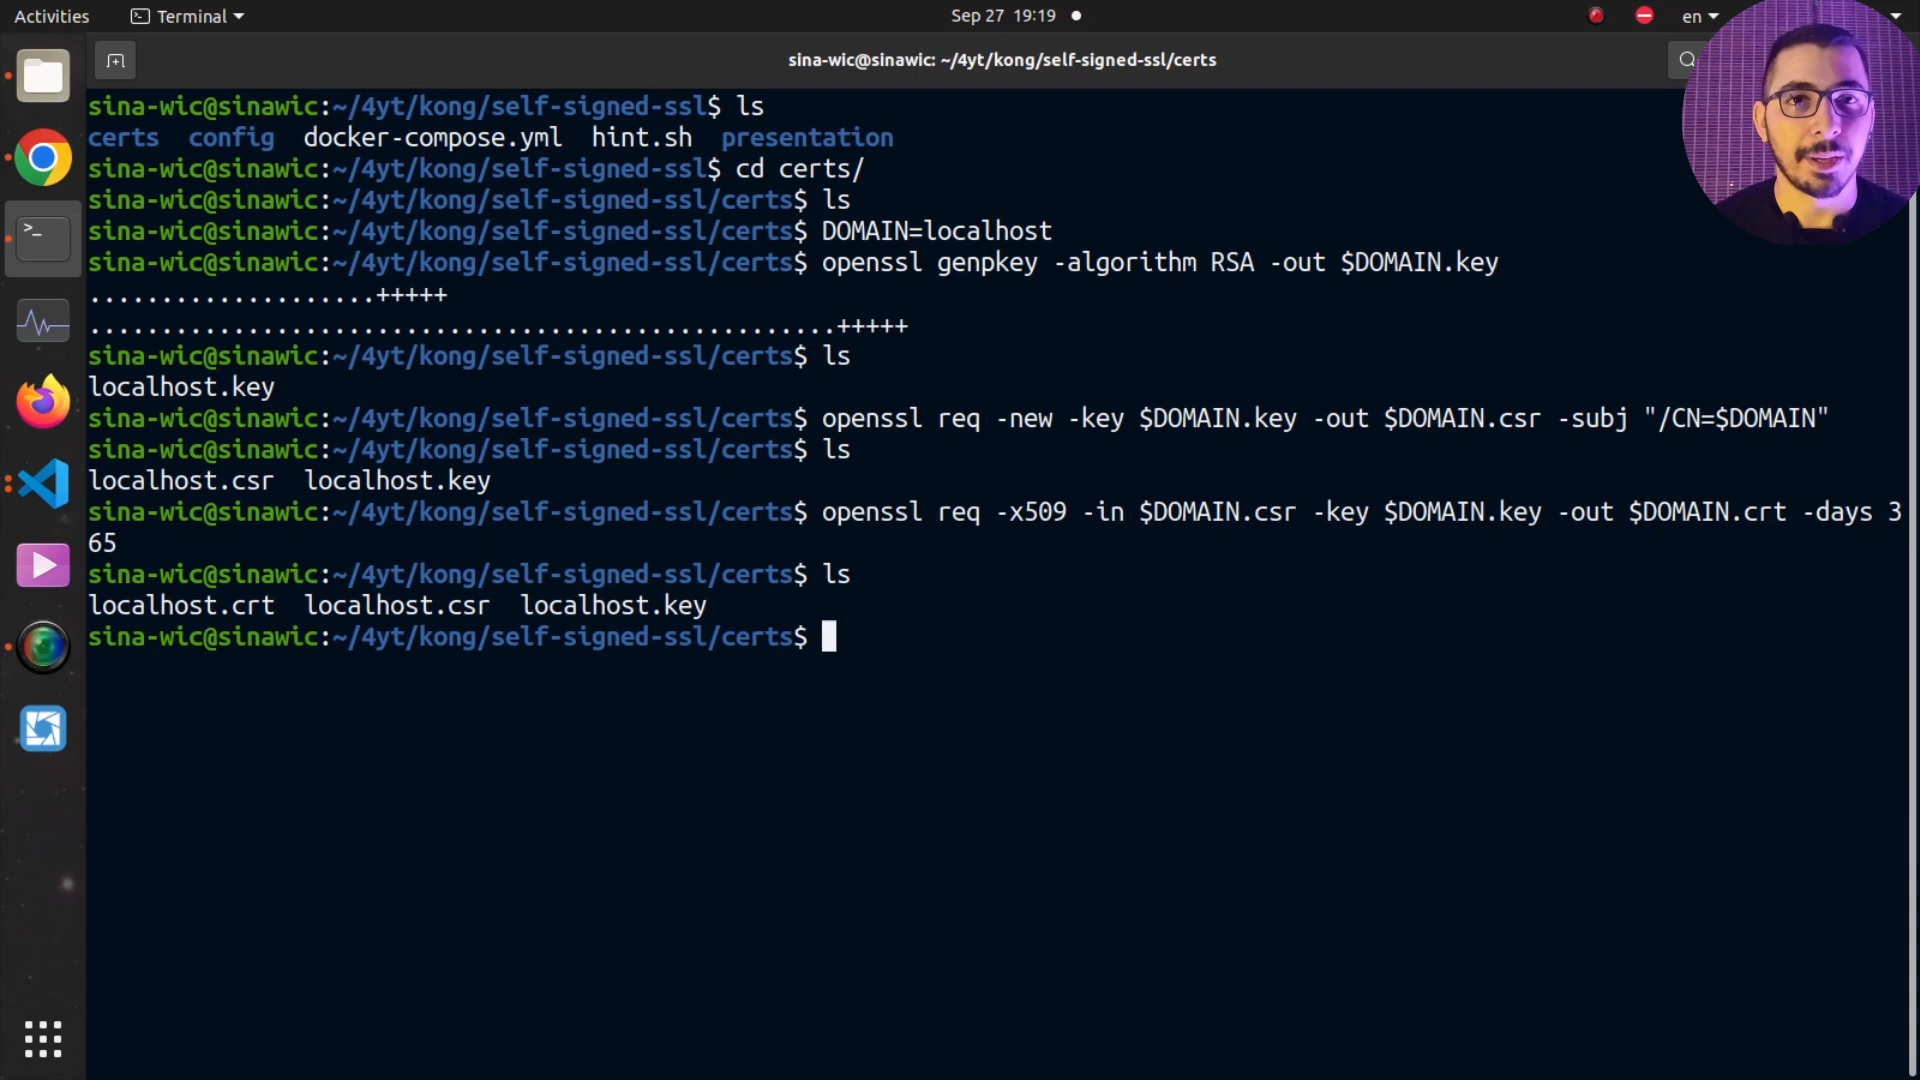 Activities
Terminal
Sep 27 19:19
en
sina-wic@sinawic: ~/4yt/kong/self-signed-ssl/certs
sina-wic@sinawic:~/4yt/kong/self-signed-ssl$ ls
certs config docker-compose.yml hint.sh presentation
sina-wic@sinawic:~/4yt/kong/self-signed-ssl$ cd certs/
sina-wic@sinawic:~/4yt/kong/self-signed-ssl/certs$ ls
sina-wic@sinawic:~/4yt/kong/self-signed-ssl/certs$ DOMAIN=localhost
sina-wic@sinawic:~/4yt/kong/self-signed-ssl/certs$ openssl genpkey -algorithm RSA -out $DOMAIN.key
....................+++++
....................................................+++++
sina-wic@sinawic:~/4yt/kong/self-signed-ssl/certs$ ls
localhost.key
sina-wic@sinawic:~/4yt/kong/self-signed-ssl/certs$ openssl req -new -key $DOMAIN.key -out $DOMAIN.csr -subj "/CN=$DOMAIN"
sina-wic@sinawic:~/4yt/kong/self-signed-ssl/certs$ ls
localhost.csr localhost.key
sina-wic@sinawic:~/4yt/kong/self-signed-ssl/certs$ openssl req -x509 -in $DOMAIN.csr -key $DOMAIN.key -out $DOMAIN.crt -days 3
65
sina-wic@sinawic:~/4yt/kong/self-signed-ssl/certs$ ls
localhost.crt localhost.csr localhost.key
sina-wic@sinawic:~/4yt/kong/self-signed-ssl/certs$